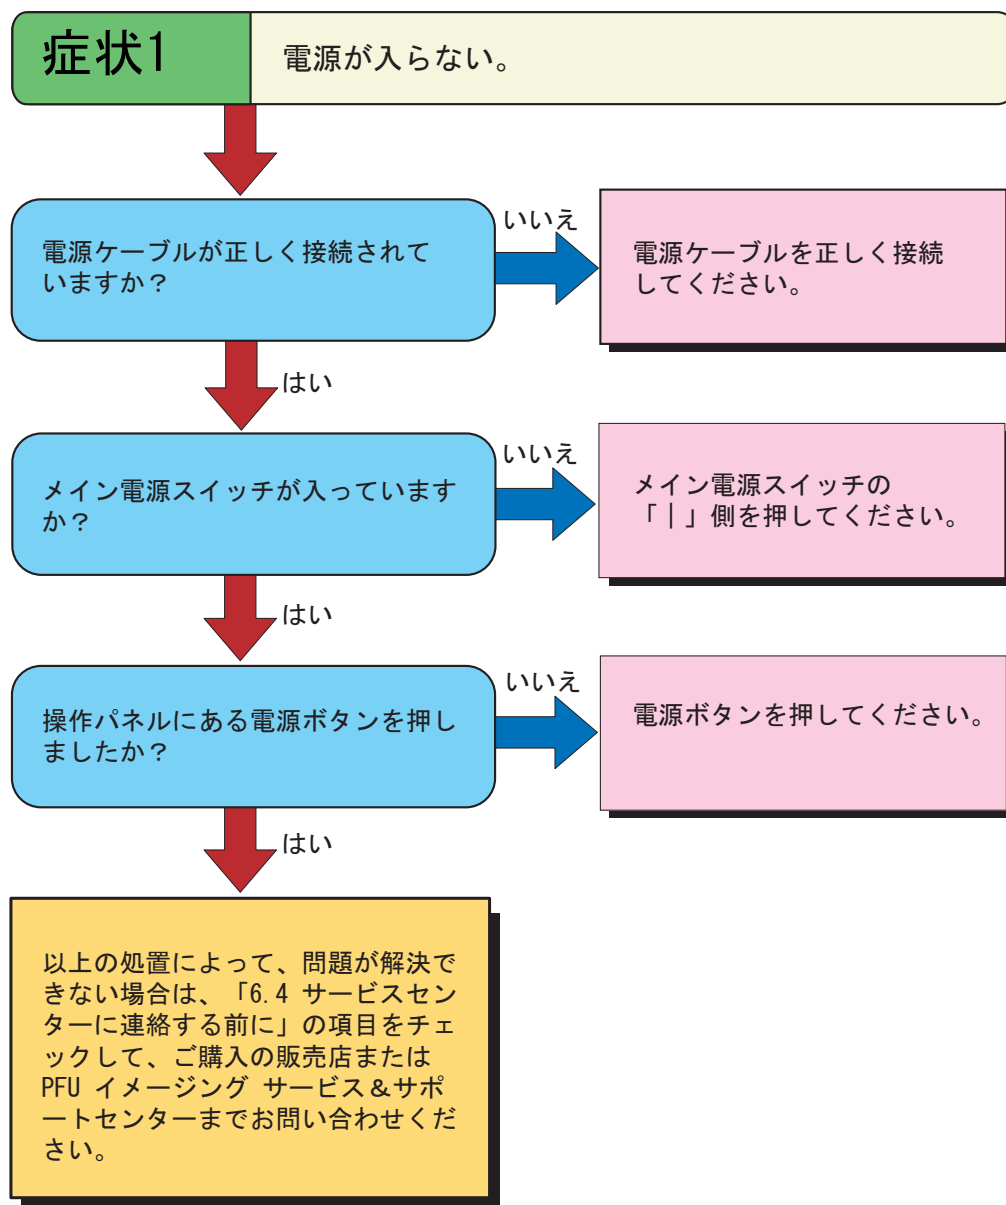 症状1
電源が入らない。
電源ケーブルが正しく接続されて
いますか？
いいえ
電源ケーブルを正しく接続
してください。
はい
メイン電源スイッチが入っています
か？
いいえ
メイン電源スイッチの
「｜」側を押してください。
はい
操作パネルにある電源ボタンを押し
ましたか？
いいえ
電源ボタンを押してください。
はい
以上の処置によって、問題が解決で
きない場合は、「6.4 サービスセン
ターに連絡する前に」の項目をチェ
ックして、ご購入の販売店または
PFU イメージング サービス＆サポ
ートセンターまでお問い合わせくだ
さい。